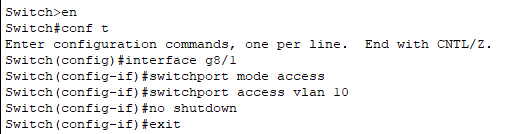 Switch>en
Switch#conf t
Enter configuration commands, one per line.  End with CNTL/Z.
Switch(config)#interface g8/1
Switch(config-if)#switchport mode access
Switch(config-if)#switchport access vlan 10
Switch(config-if)#no shutdown
Switch(config-if)#exit